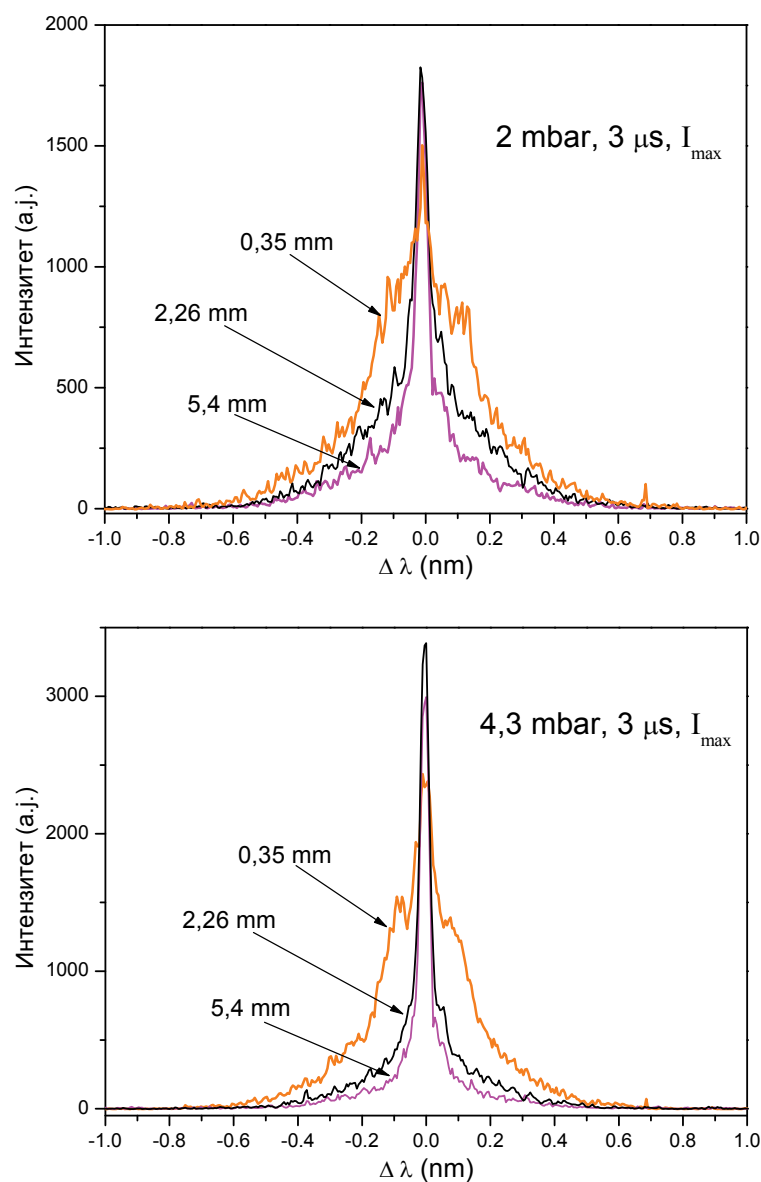 2000
1500
1000
500
0
Интензитет (a.j.)
2 mbar, 3 μs, I_max
0,35 mm
2,26 mm
5,4 mm
-1.0 -0.8 -0.6 -0.4 -0.2 0.0 0.2 0.4 0.6 0.8 1.0
Δ λ (nm)
3000
2000
1000
0
Интензитет (a.j.)
4,3 mbar, 3 μs, I_max
0,35 mm
2,26 mm
5,4 mm
-1.0 -0.8 -0.6 -0.4 -0.2 0.0 0.2 0.4 0.6 0.8 1.0
Δ λ (nm)